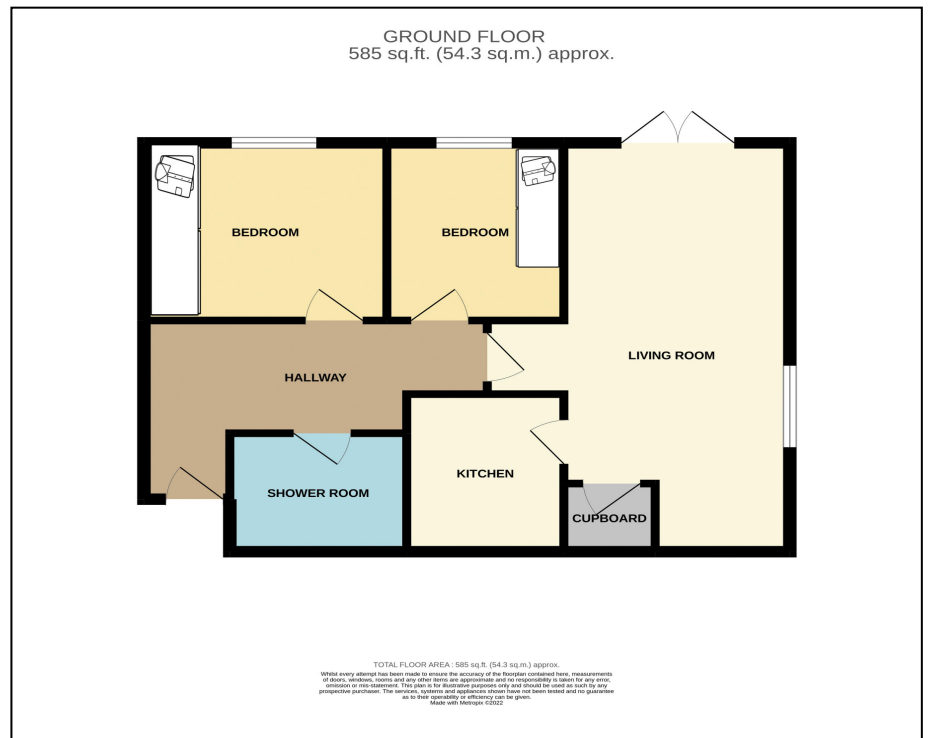 GROUND FLOOR
585 sq.ft. (54.3 sq.m.) approx.
BEDROOM
BEDROOM
LIVING ROOM
HALLWAY
KITCHEN
SHOWER ROOM
CUPBOARD
TOTAL FLOOR AREA : 585 sq.ft. (54.3 sq.m.) approx.
Whilst every attempt has been made to ensure the accuracy of the floorplan contained here, measurements
of doors, windows, rooms and any other items are approximate and no responsibility is taken for any error,
omission or mis-statement. This plan is for illustrative purposes only and should be used as such by any
prospective purchaser. The services, systems and appliances shown have not been tested and no guarantee
as to their operability or efficiency can be given.
Made with Metropix ©2022